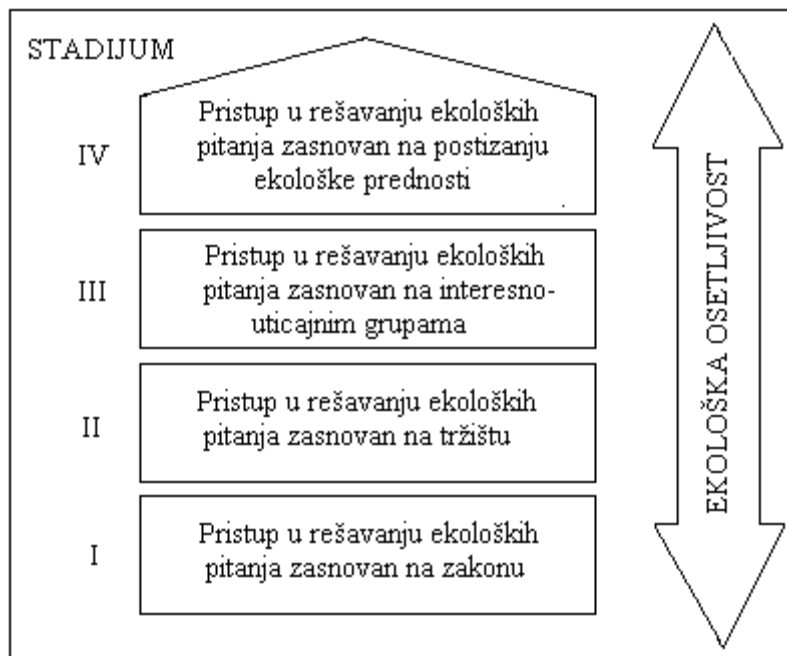 STADIJUM
IV
Pristup u rešavanju ekoloških
pitanja zasnovan na postizanju
ekološke prednosti
III
Pristup u rešavanju ekoloških
pitanja zasnovan na interesno-
uticajnim grupama
II
Pristup u rešavanju ekoloških
pitanja zasnovan na tržištu
I
Pristup u rešavanju ekoloških
pitanja zasnovan na zakonu
EKOLOŠKA OSETLJIVOST